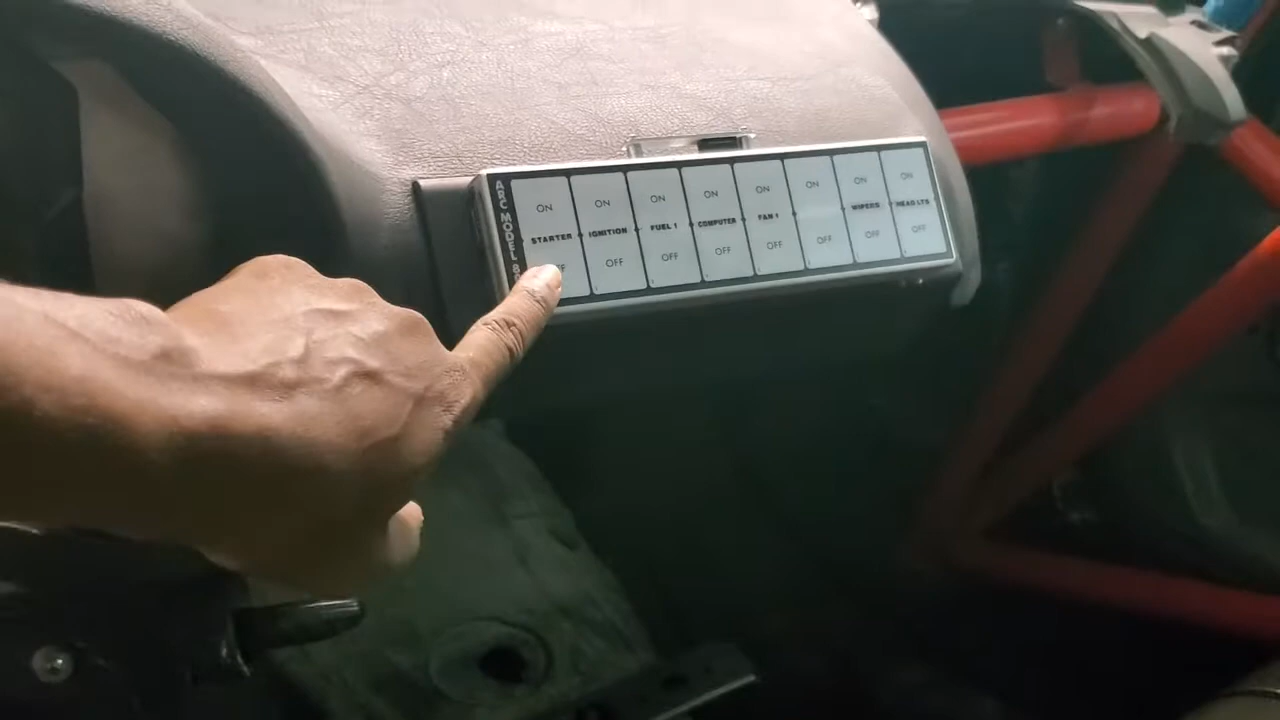 ARC MODEL
ON ON ON ON ON ON ON ON
STARTER IGNITION FUEL 1 COMPUTER FAN 1 WIPERS HEAD LTS
OFF OFF OFF OFF OFF OFF OFF